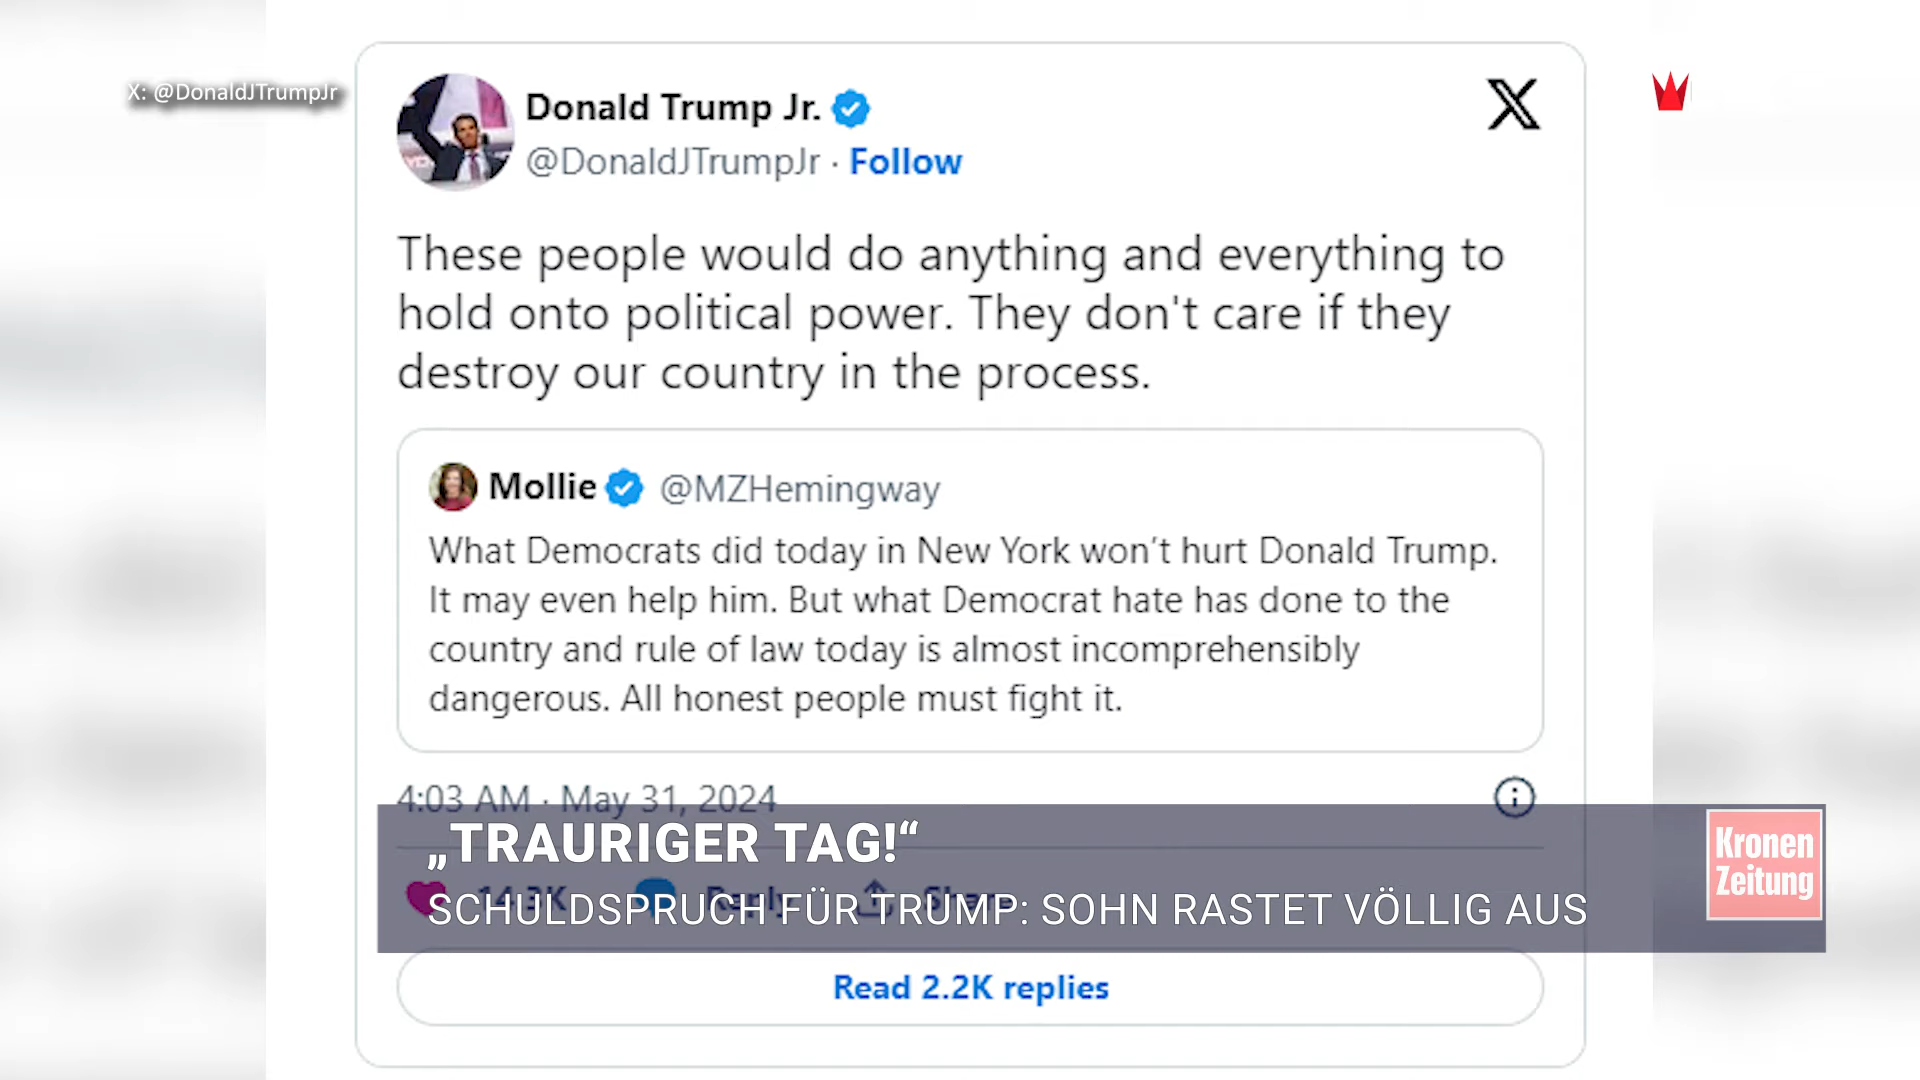 X: @DonaldJTrumpJr
Donald Trump Jr.
@DonaldJTrumpJr · Follow
These people would do anything and everything to
hold onto political power. They don't care if they
destroy our country in the process.
Mollie @MZHemingway
What Democrats did today in New York won’t hurt Donald Trump.
It may even help him. But what Democrat hate has done to the
country and rule of law today is almost incomprehensibly
dangerous. All honest people must fight it.
4:03 AM · May 31, 2024
„TRAURIGER TAG!“
14.3K Reply Share
SCHULDSPRUCH FÜR TRUMP: SOHN RASTET VÖLLIG AUS
Kronen
Zeitung
Read 2.2K replies